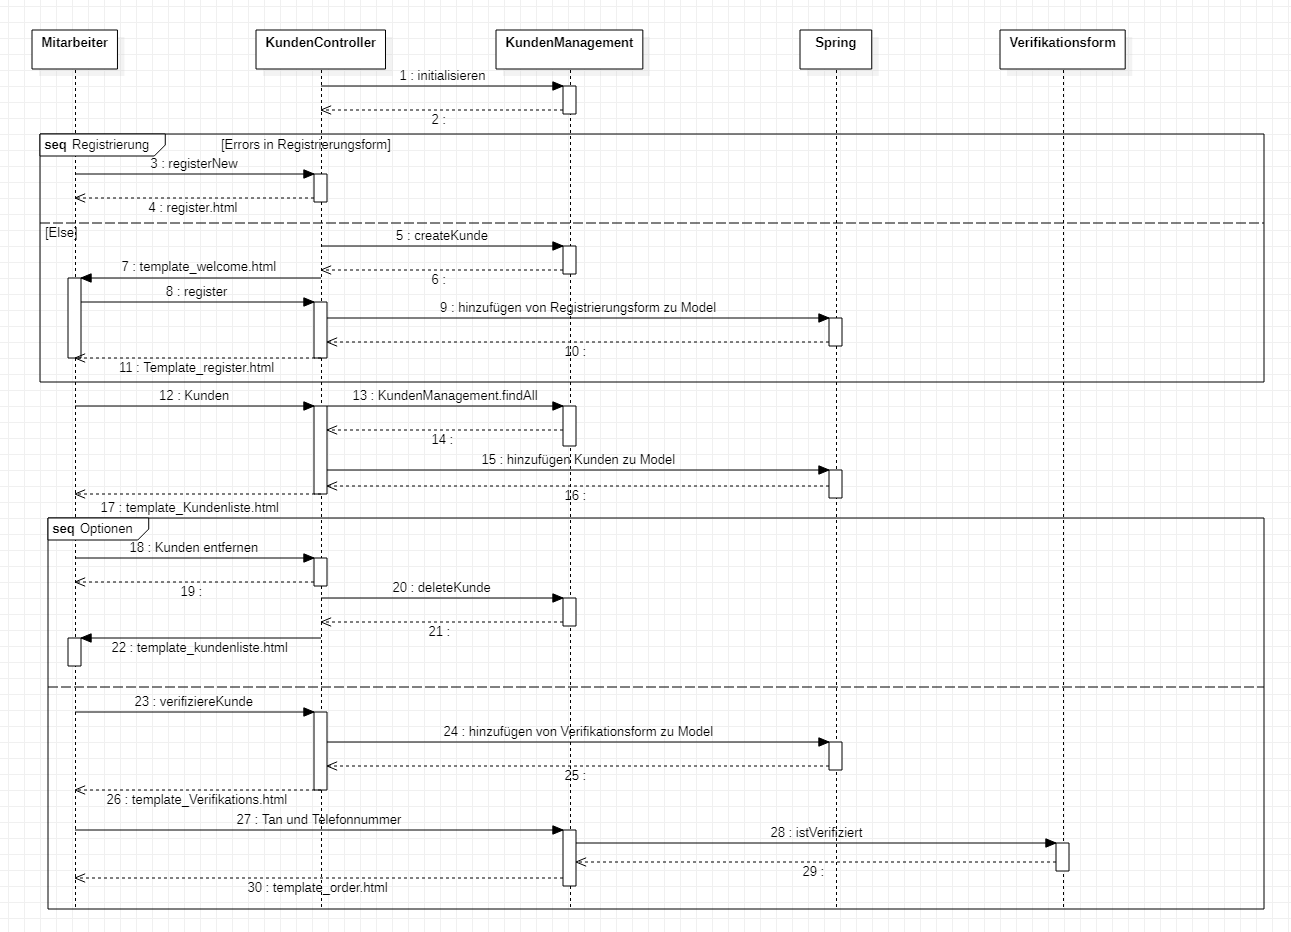 Mitarbeiter
KundenController
KundenManagement
Spring
Verifikationsform
1 : initialisieren
2 :
seq Registrierung
[Errors in Registrierungsform]
3 : registerNew
4 : register.html
[Else]
5 : createKunde
6 :
7 : template_welcome.html
8 : register
9 : hinzufügen von Registrierungsform zu Model
10 :
11 : Template_register.html
12 : Kunden
13 : KundenManagement.findAll
14 :
15 : hinzufügen Kunden zu Model
16 :
17 : template_Kundenliste.html
seq Optionen
18 : Kunden entfernen
19 :
20 : deleteKunde
21 :
22 : template_kundenliste.html
23 : verifiziereKunde
24 : hinzufügen von Verifikationsform zu Model
25 :
26 : template_Verifikations.html
27 : Tan und Telefonnummer
28 : istVerifiziert
29 :
30 : template_order.html